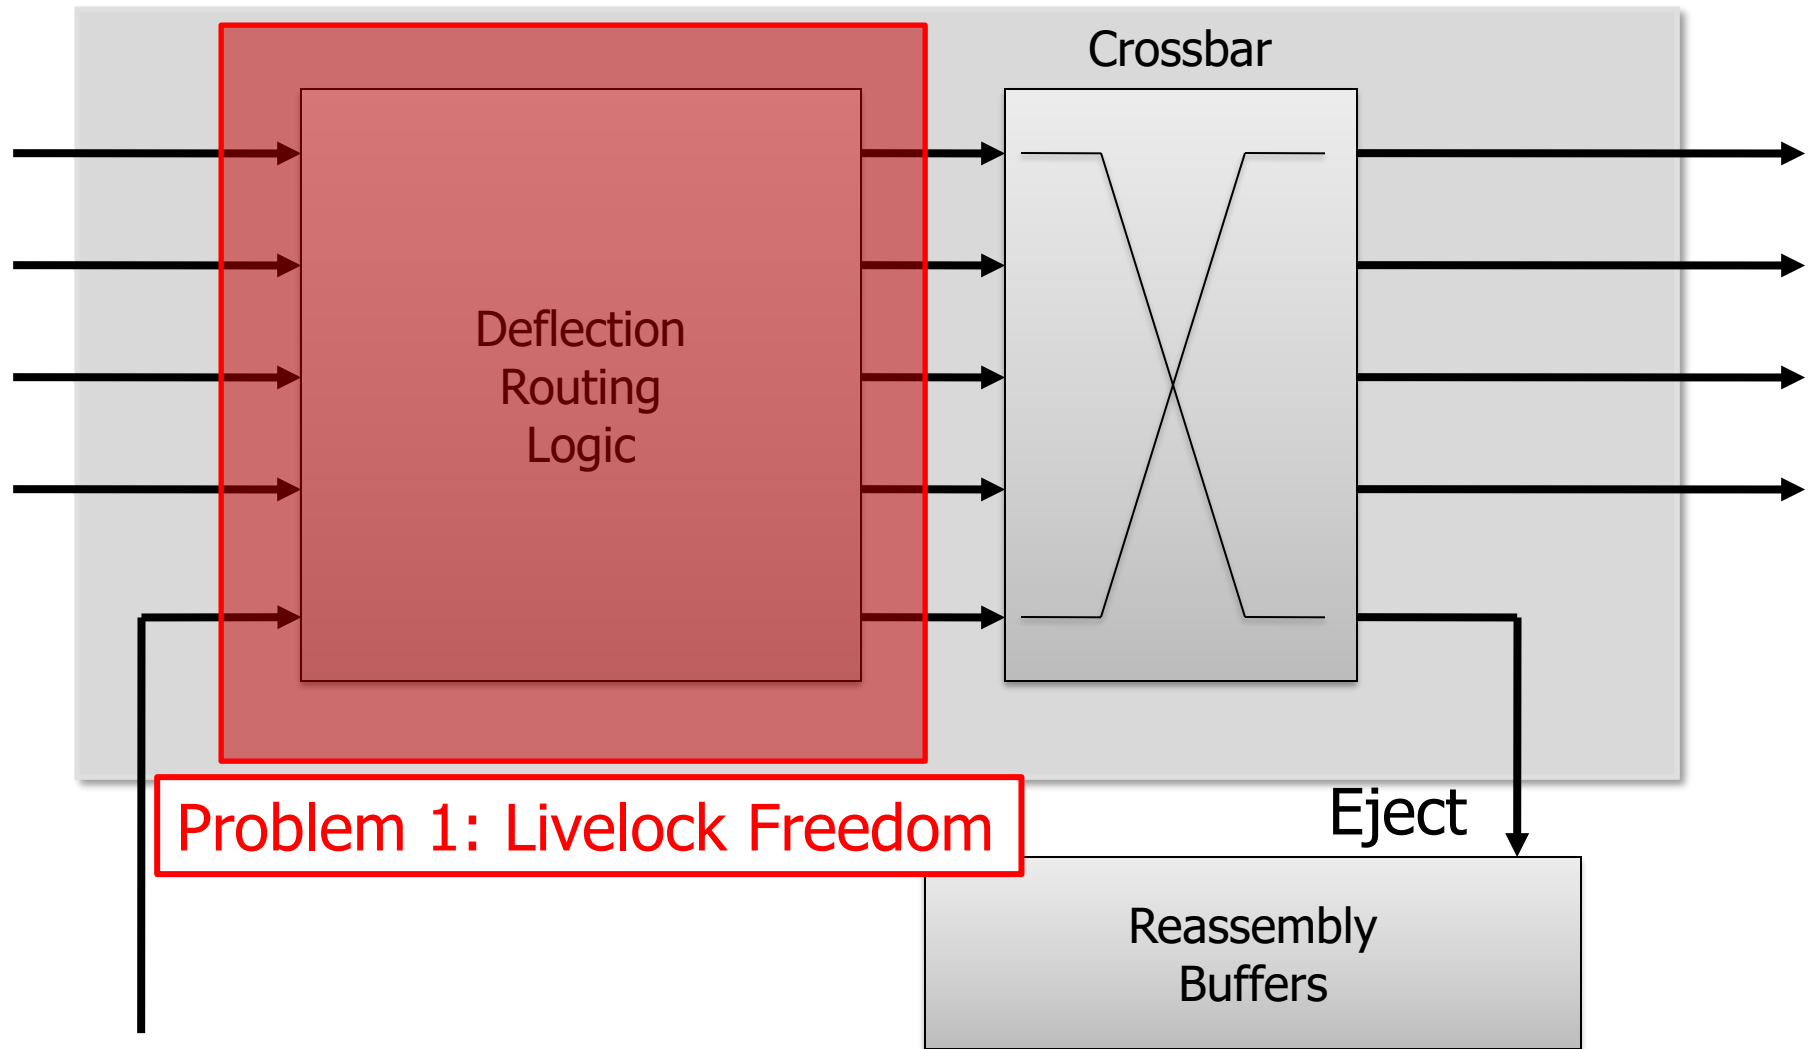 Crossbar
Deflection
Routing
Logic
Problem 1: Livelock Freedom
Eject
Reassembly
Buffers